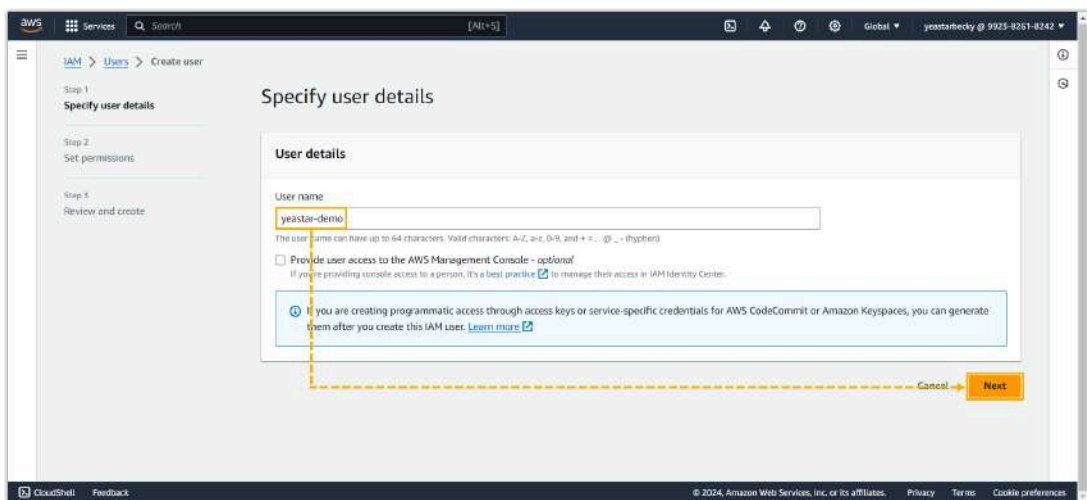 aws
Services
Search
[Alt+S]
Global
yeastarbecky @ 9923-8261-8242
IAM > Users > Create user
Step 1
Specify user details
Step 2
Set permissions
Step 3
Review and create
Specify user details
User details
User name
yeastar-demo
The user name can have up to 64 characters. Valid characters: A-Z, a-z, 0-9, and + = , . @ _ - (hyphen)
Provide user access to the AWS Management Console - optional
If you're providing console access to a person, it's a best practice to manage their access in IAM Identity Center.
If you are creating programmatic access through access keys or service-specific credentials for AWS CodeCommit or Amazon Keyspaces, you can generate
them after you create this IAM user. Learn more
Cancel
Next
CloudShell
Feedback
© 2024, Amazon Web Services, Inc. or its affiliates.
Privacy
Terms
Cookie preferences